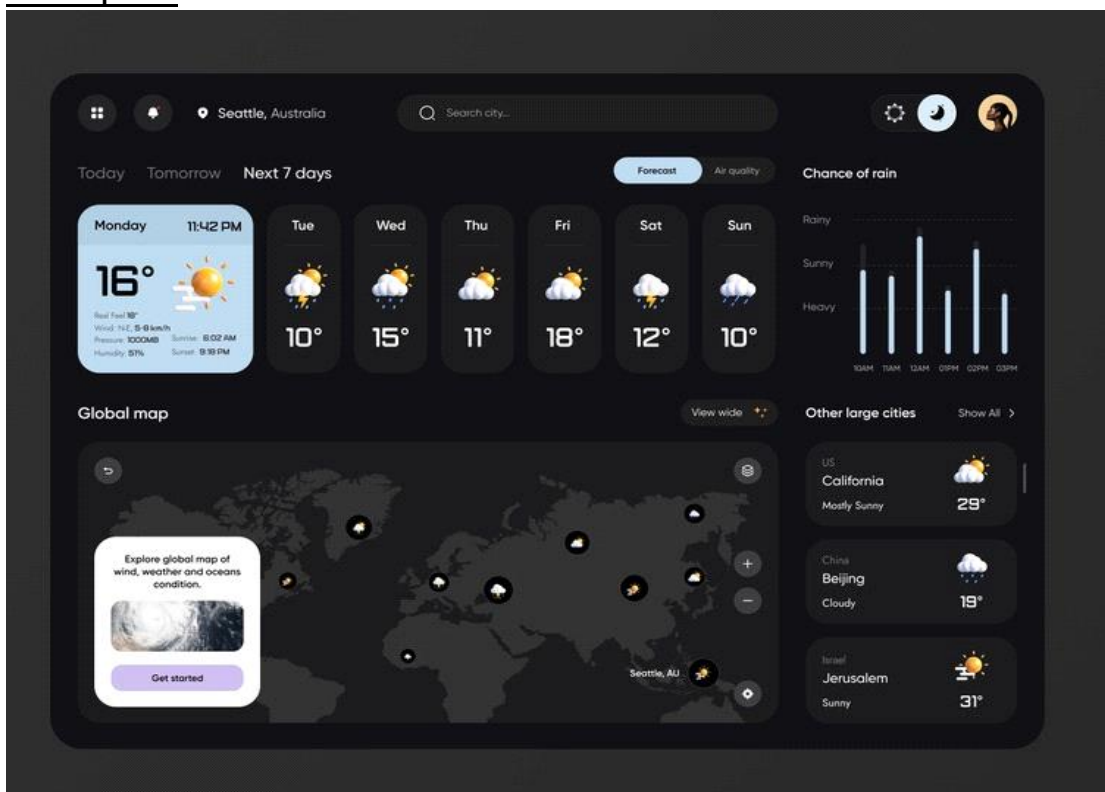 Seattle, Australia
Search city...
Today Tomorrow Next 7 days
Forecast Air quality
Monday 11:42 PM
16°
Real Feel 18°
Wind: N-E, 5-8 km/h
Pressure: 1000MB
Humidity: 51%
Sunrise: 6:02 AM
Sunset: 9:18 PM
Tue
10°
Wed
15°
Thu
11°
Fri
18°
Sat
12°
Sun
10°
Chance of rain
Rainy
Sunny
Heavy
10AM 11AM 12AM 01PM 02PM 03PM
Global map
View wide
Explore global map of
wind, weather and oceans
condition.
Get started
Seattle, AU
Other large cities Show All
US
California
Mostly Sunny
29°
China
Beijing
Cloudy
19°
Israel
Jerusalem
Sunny
31°